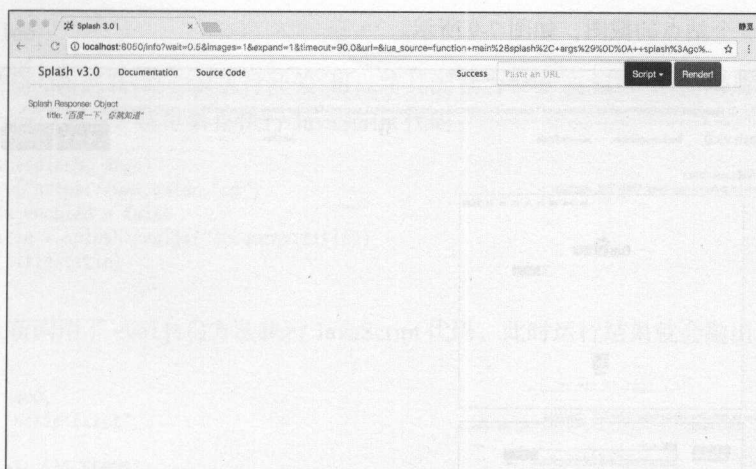 Splash 3.0 |
静觅
localhost:8050/info?wait=0.5&images=1&expand=1&timeout=90.0&url=&lua_source=function+main%28splash%2C+args%29%0D%0A++splash%3Ago%...
Splash v3.0 Documentation Source Code Success Paste an URL Script Render!
Splash Response: Object
title: "百度一下，你就知道"